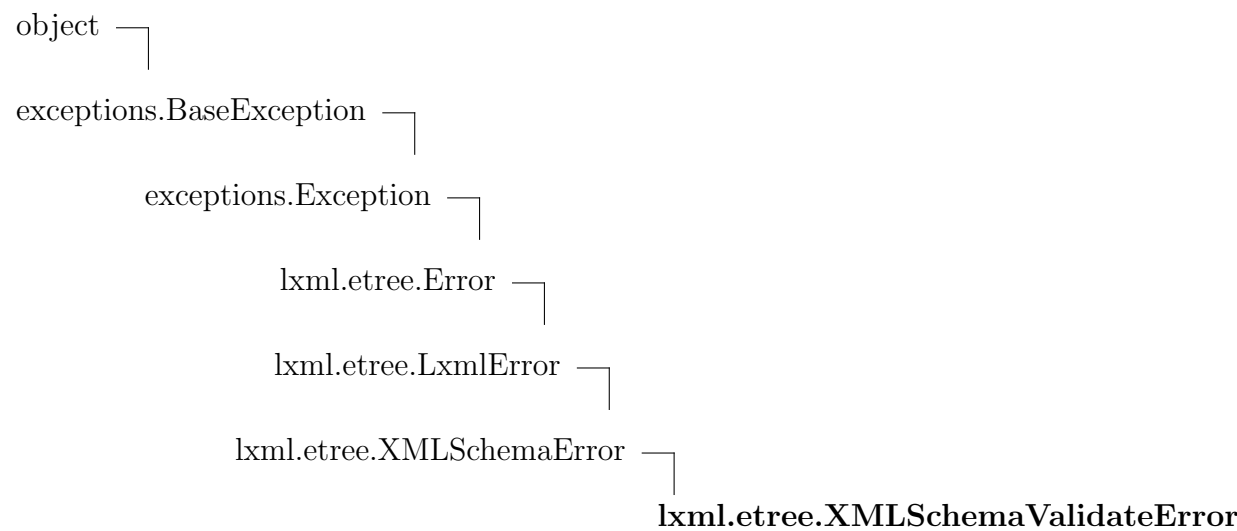 object
exceptions.BaseException
exceptions.Exception
lxml.etree.Error
lxml.etree.LxmlError
lxml.etree.XMLSchemaError
lxml.etree.XMLSchemaValidateError